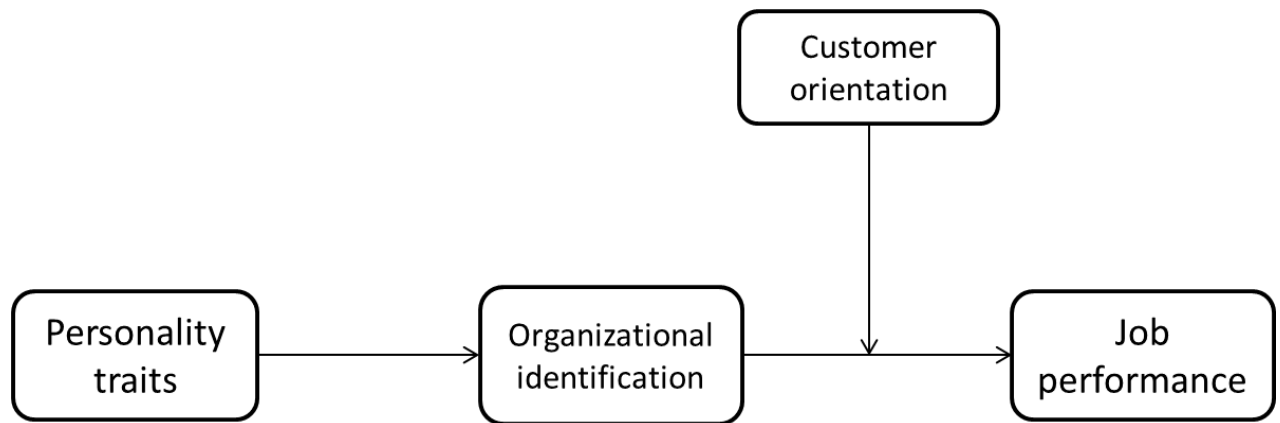 Customer
orientation
Personality
traits
Organizational
identification
Job
performance